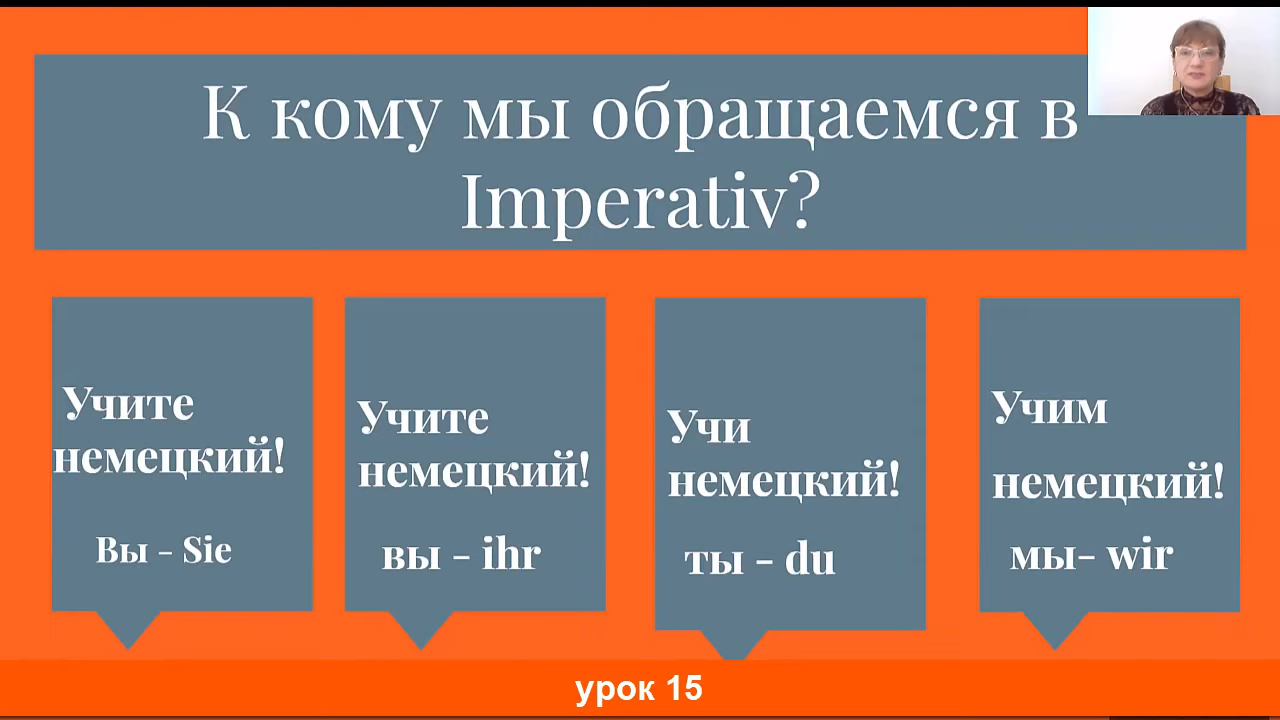 К кому мы обращаемся в
Imperativ?
Учите
немецкий!
Вы - Sie
Учите
немецкий!
вы - ihr
Учи
немецкий!
ты - du
Учим
немецкий!
мы- wir
урок 15